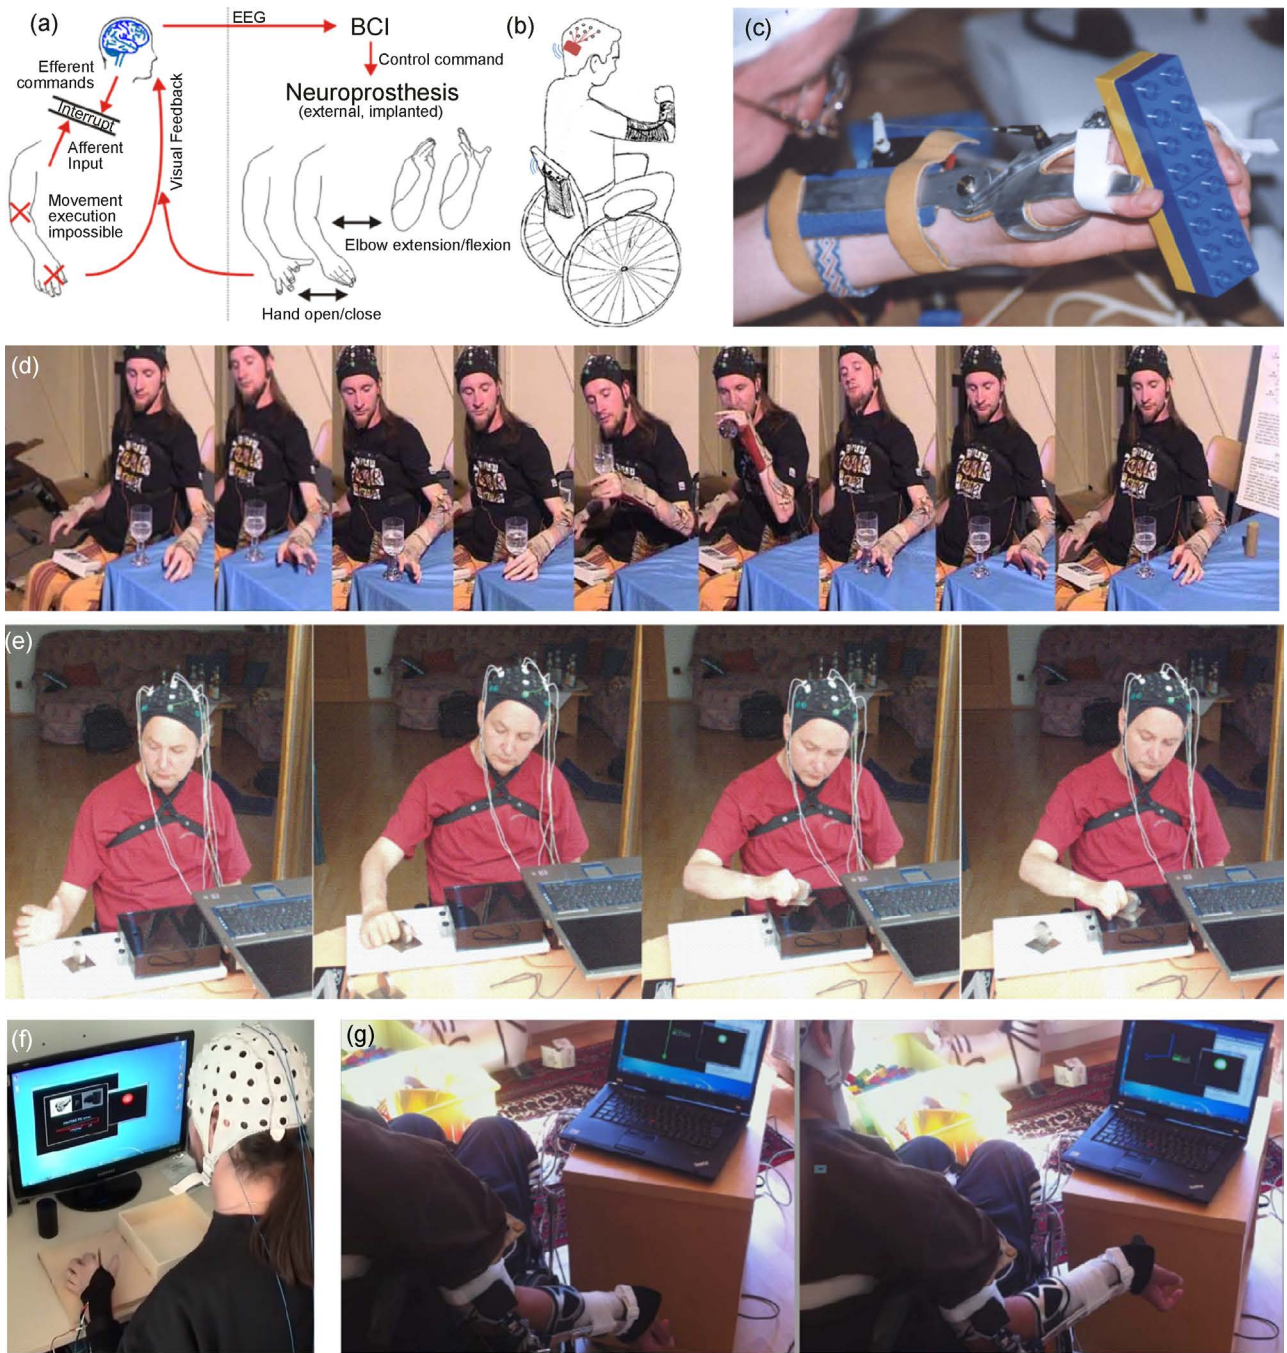 (a)
EEG
BCI
(b)
(c)
Efferent
commands
Control command
Interrupt
Neuroprosthesis
(external, implanted)
Afferent
Input
Visual Feedback
Movement
execution
impossible
Elbow extension/flexion
Hand open/close
(d)
(e)
(f)
(g)